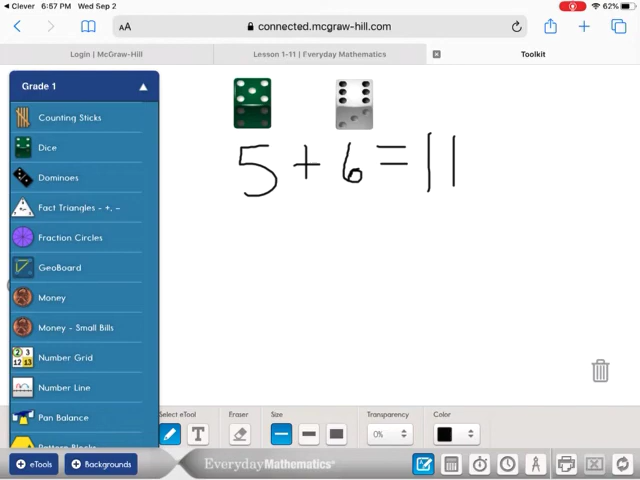 Clever 6:57 PM Wed Sep 2 62%
AA connected.mcgraw-hill.com
Login | McGraw-Hill Lesson 1-11 | Everyday Mathematics Toolkit
Grade 1
Counting Sticks
Dice
Dominoes
Fact Triangles - +, −
Fraction Circles
GeoBoard
Money
Money - Small Bills
Number Grid
Number Line
Pan Balance
Pattern Blocks
5 + 6 = 11
Select eTool Eraser Size Transparency Color
T 0%
eTools Backgrounds EverydayMathematics